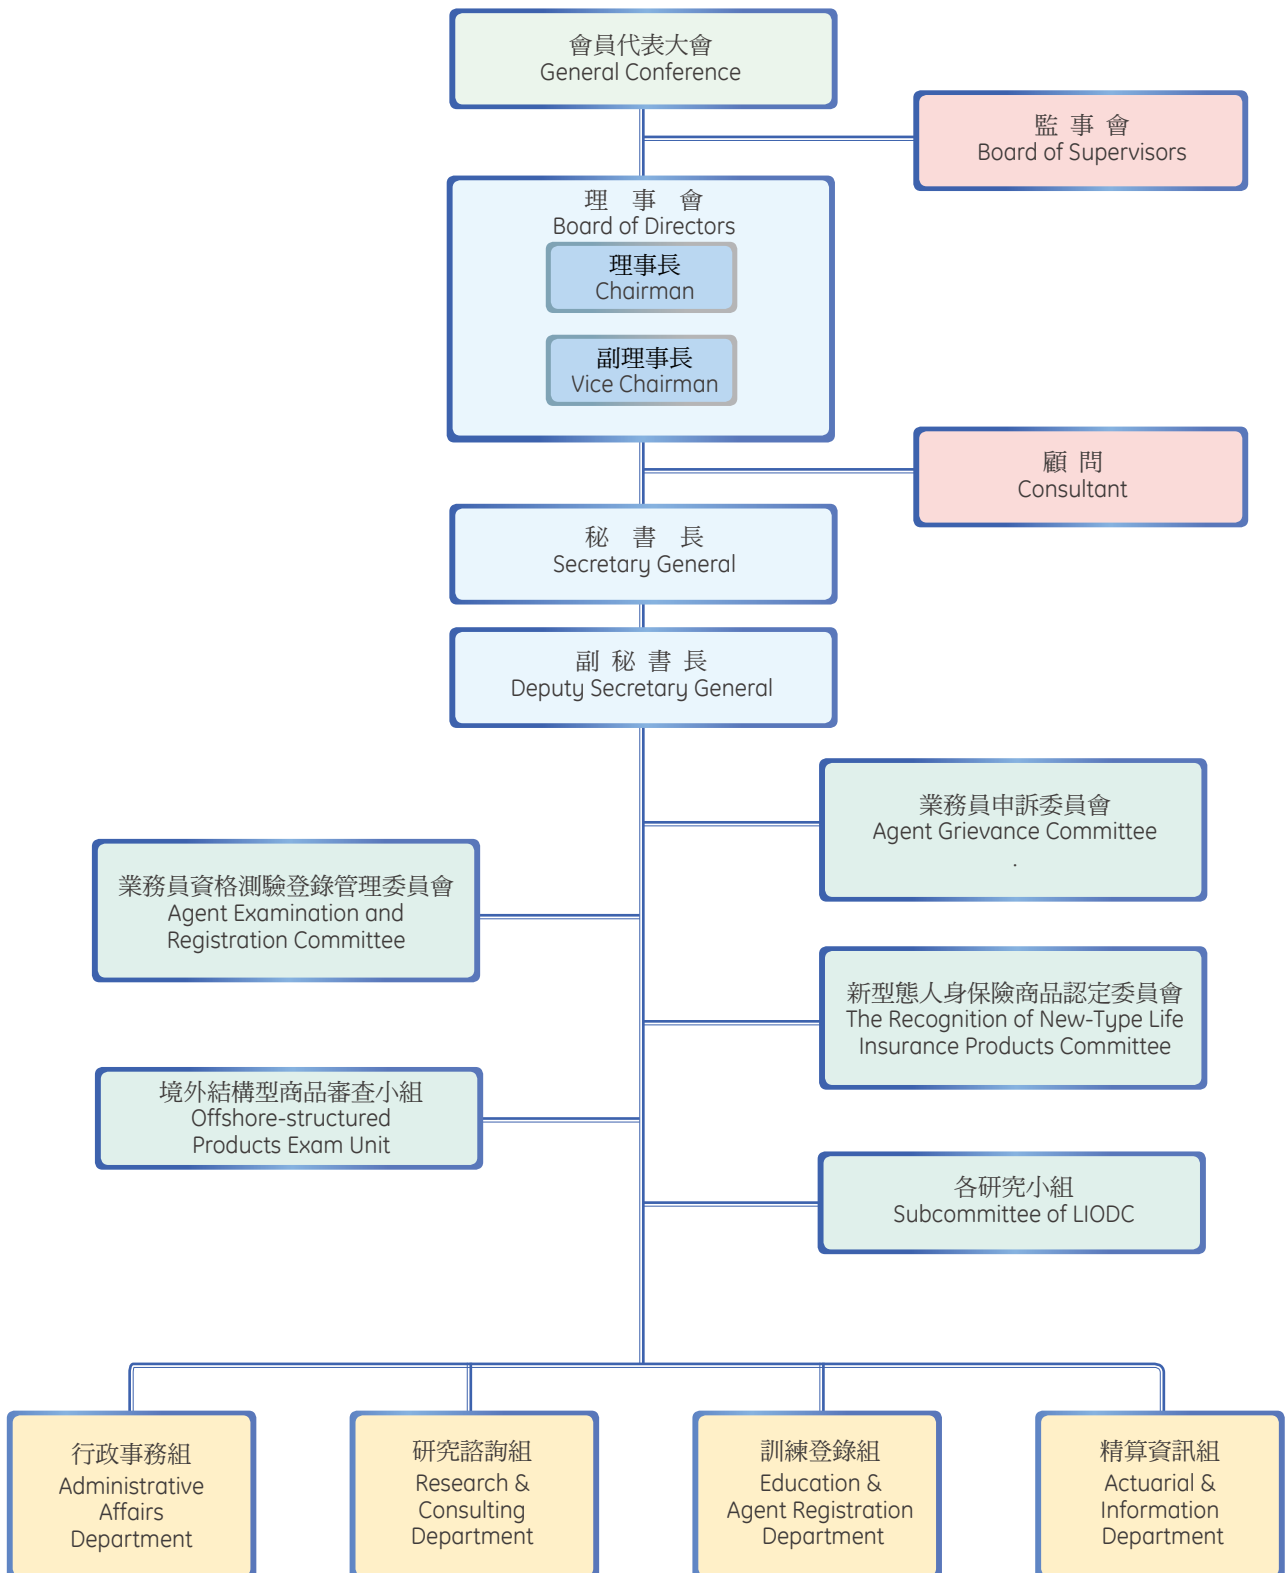 會員代表大會
General Conference
監 事 會
Board of Supervisors
理 事 會
Board of Directors
理事長
Chairman
副理事長
Vice Chairman
顧 問
Consultant
秘 書 長
Secretary General
副 秘 書 長
Deputy Secretary General
業務員申訴委員會
Agent Grievance Committee
.
業務員資格測驗登錄管理委員會
Agent Examination and
Registration Committee
新型態人身保險商品認定委員會
The Recognition of New-Type Life
Insurance Products Committee
境外結構型商品審查小組
Offshore-structured
Products Exam Unit
各研究小組
Subcommittee of LIODC
行政事務組
Administrative
Affairs
Department
研究諮詢組
Research &
Consulting
Department
訓練登錄組
Education &
Agent Registration
Department
精算資訊組
Actuarial &
Information
Department